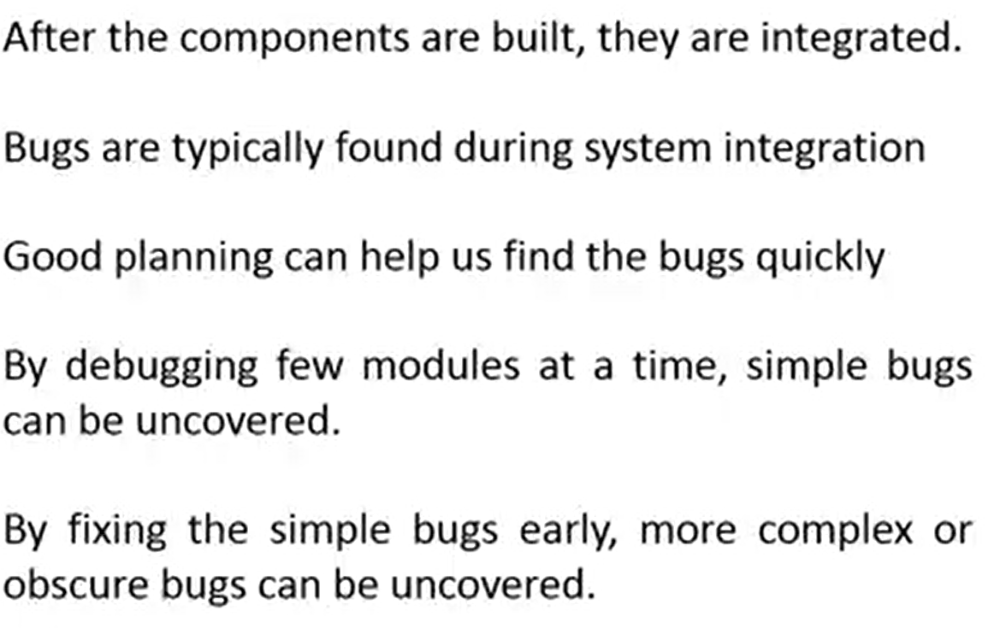 After the components are built, they are integrated.
Bugs are typically found during system integration
Good planning can help us find the bugs quickly
By debugging few modules at a time, simple bugs
can be uncovered.
By fixing the simple bugs early, more complex or
obscure bugs can be uncovered.